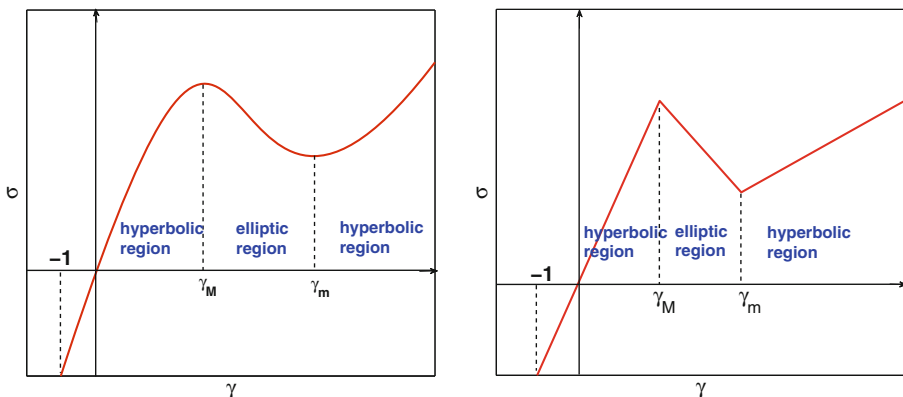 σ
hyperbolic
region
elliptic
region
hyperbolic
region
−1
γM
γm
γ
σ
hyperbolic
region
elliptic
region
hyperbolic
region
−1
γM
γm
γ